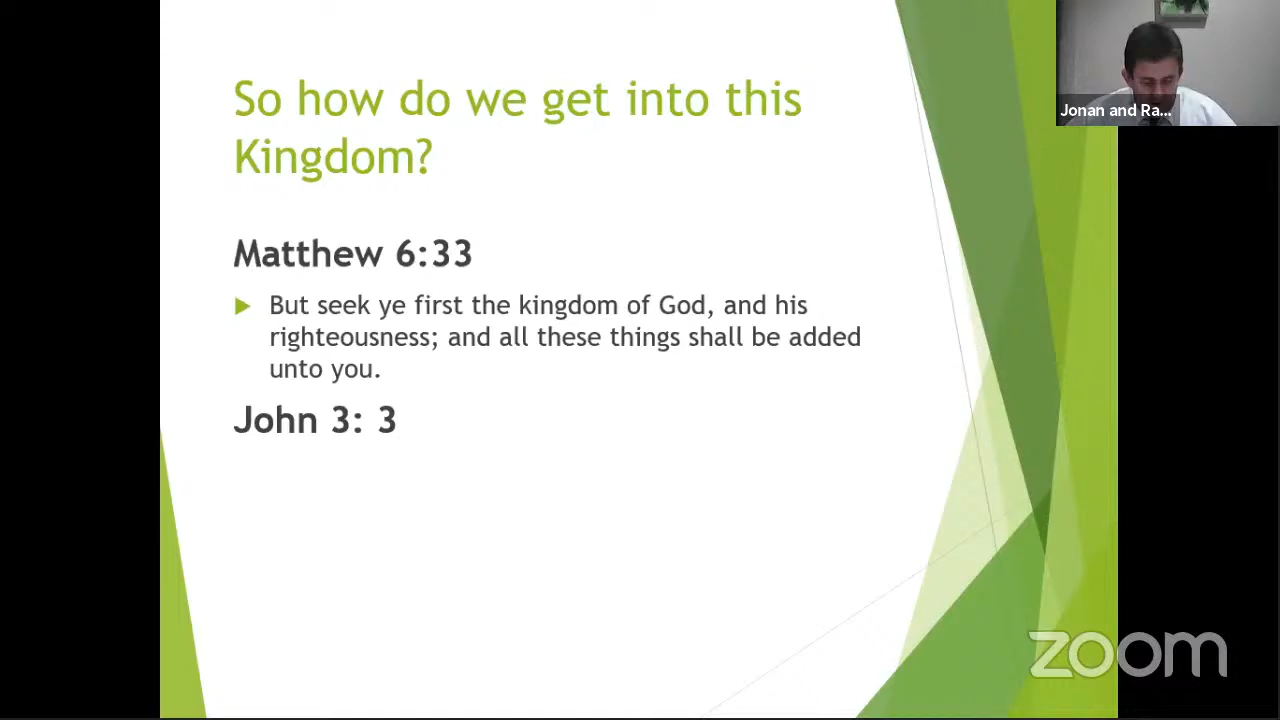 So how do we get into this
Kingdom?
Matthew 6:33
But seek ye first the kingdom of God, and his
righteousness; and all these things shall be added
unto you.
John 3: 3
Jonan and Ra...
zoom